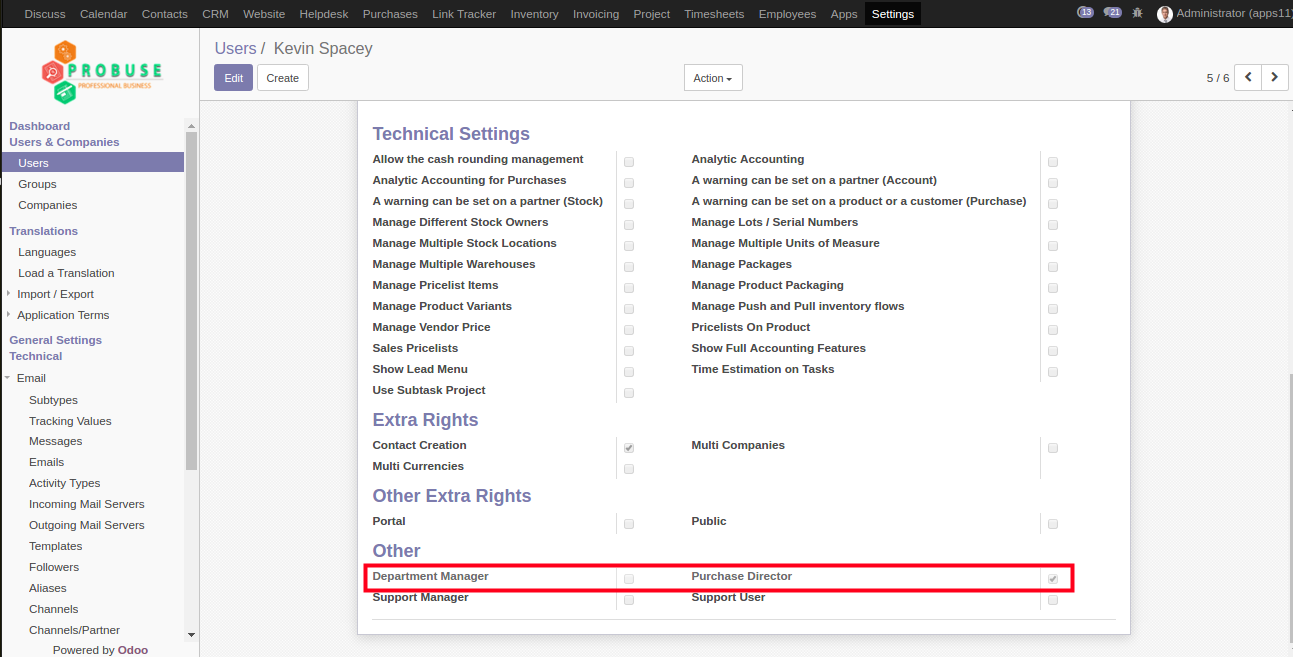 Discuss Calendar Contacts CRM Website Helpdesk Purchases Link Tracker Inventory Invoicing Project Timesheets Employees Apps Settings 13 21 Administrator (apps11)
PROBUSE
PROFESSIONAL BUSINESS
Users / Kevin Spacey
Edit Create Action 5 / 6
Dashboard
Users & Companies
Users
Groups
Companies
Translations
Languages
Load a Translation
Import / Export
Application Terms
General Settings
Technical
Email
Subtypes
Tracking Values
Messages
Emails
Activity Types
Incoming Mail Servers
Outgoing Mail Servers
Templates
Followers
Aliases
Channels
Channels/Partner
Powered by Odoo
Technical Settings
Allow the cash rounding management Analytic Accounting
Analytic Accounting for Purchases A warning can be set on a partner (Account)
A warning can be set on a partner (Stock) A warning can be set on a product or a customer (Purchase)
Manage Different Stock Owners Manage Lots / Serial Numbers
Manage Multiple Stock Locations Manage Multiple Units of Measure
Manage Multiple Warehouses Manage Packages
Manage Pricelist Items Manage Product Packaging
Manage Product Variants Manage Push and Pull inventory flows
Manage Vendor Price Pricelists On Product
Sales Pricelists Show Full Accounting Features
Show Lead Menu Time Estimation on Tasks
Use Subtask Project
Extra Rights
Contact Creation Multi Companies
Multi Currencies
Other Extra Rights
Portal Public
Other
Department Manager Purchase Director
Support Manager Support User